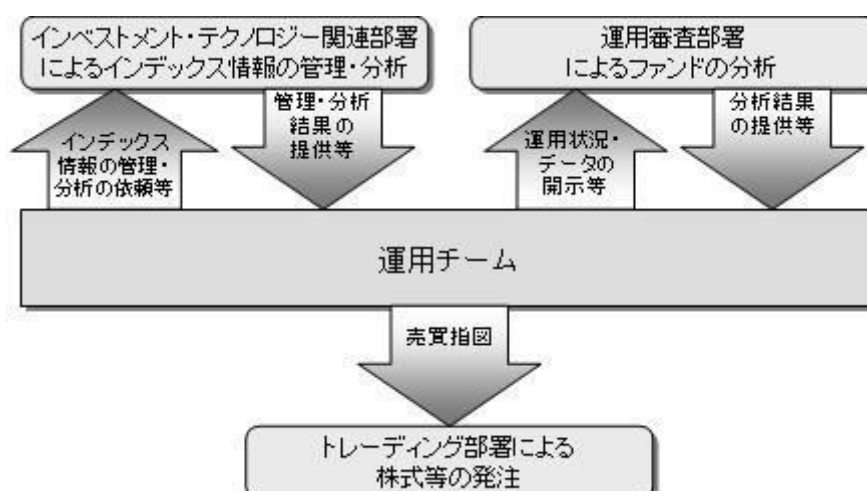 インベストメント・テクノロジー関連部署
によるインデックス情報の管理・分析
運用審査部署
によるファンドの分析
インデックス
情報の管理・
分析の依頼等
管理・分析
結果の
提供等
運用状況・
データの
開示等
分析結果
の提供等
運用チーム
売買指図
トレーディング部署による
株式等の発注